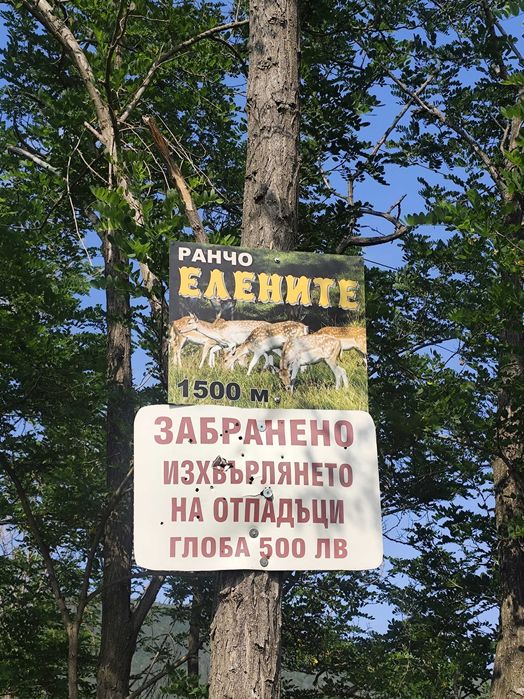 РАНЧО
ЕЛЕНИТЕ
1500 м
ЗАБРАНЕНО
ИЗХВЪРЛЯНЕТО
НА ОТПАДЪЦИ
ГЛОБА 500 ЛВ